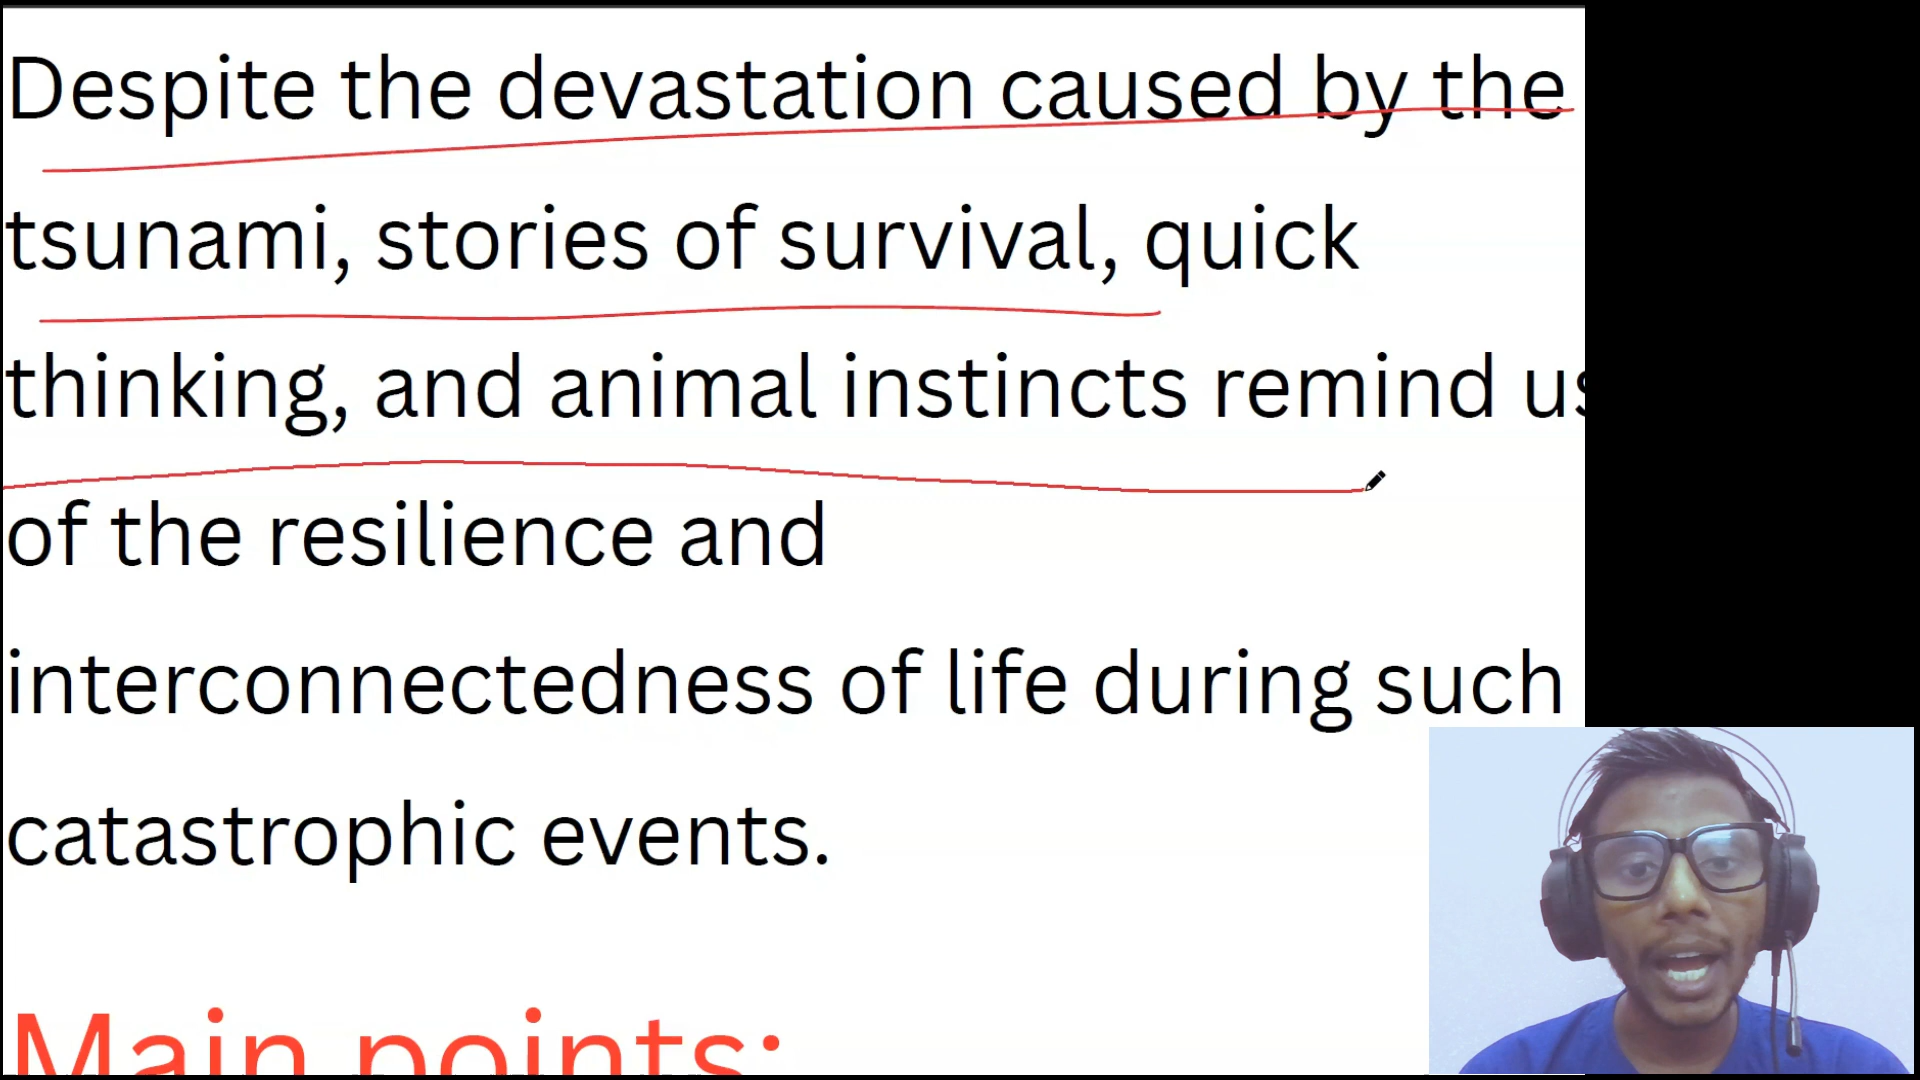 Despite the devastation caused by the
tsunami, stories of survival, quick
thinking, and animal instincts remind us
of the resilience and
interconnectedness of life during such
catastrophic events.
Main points: